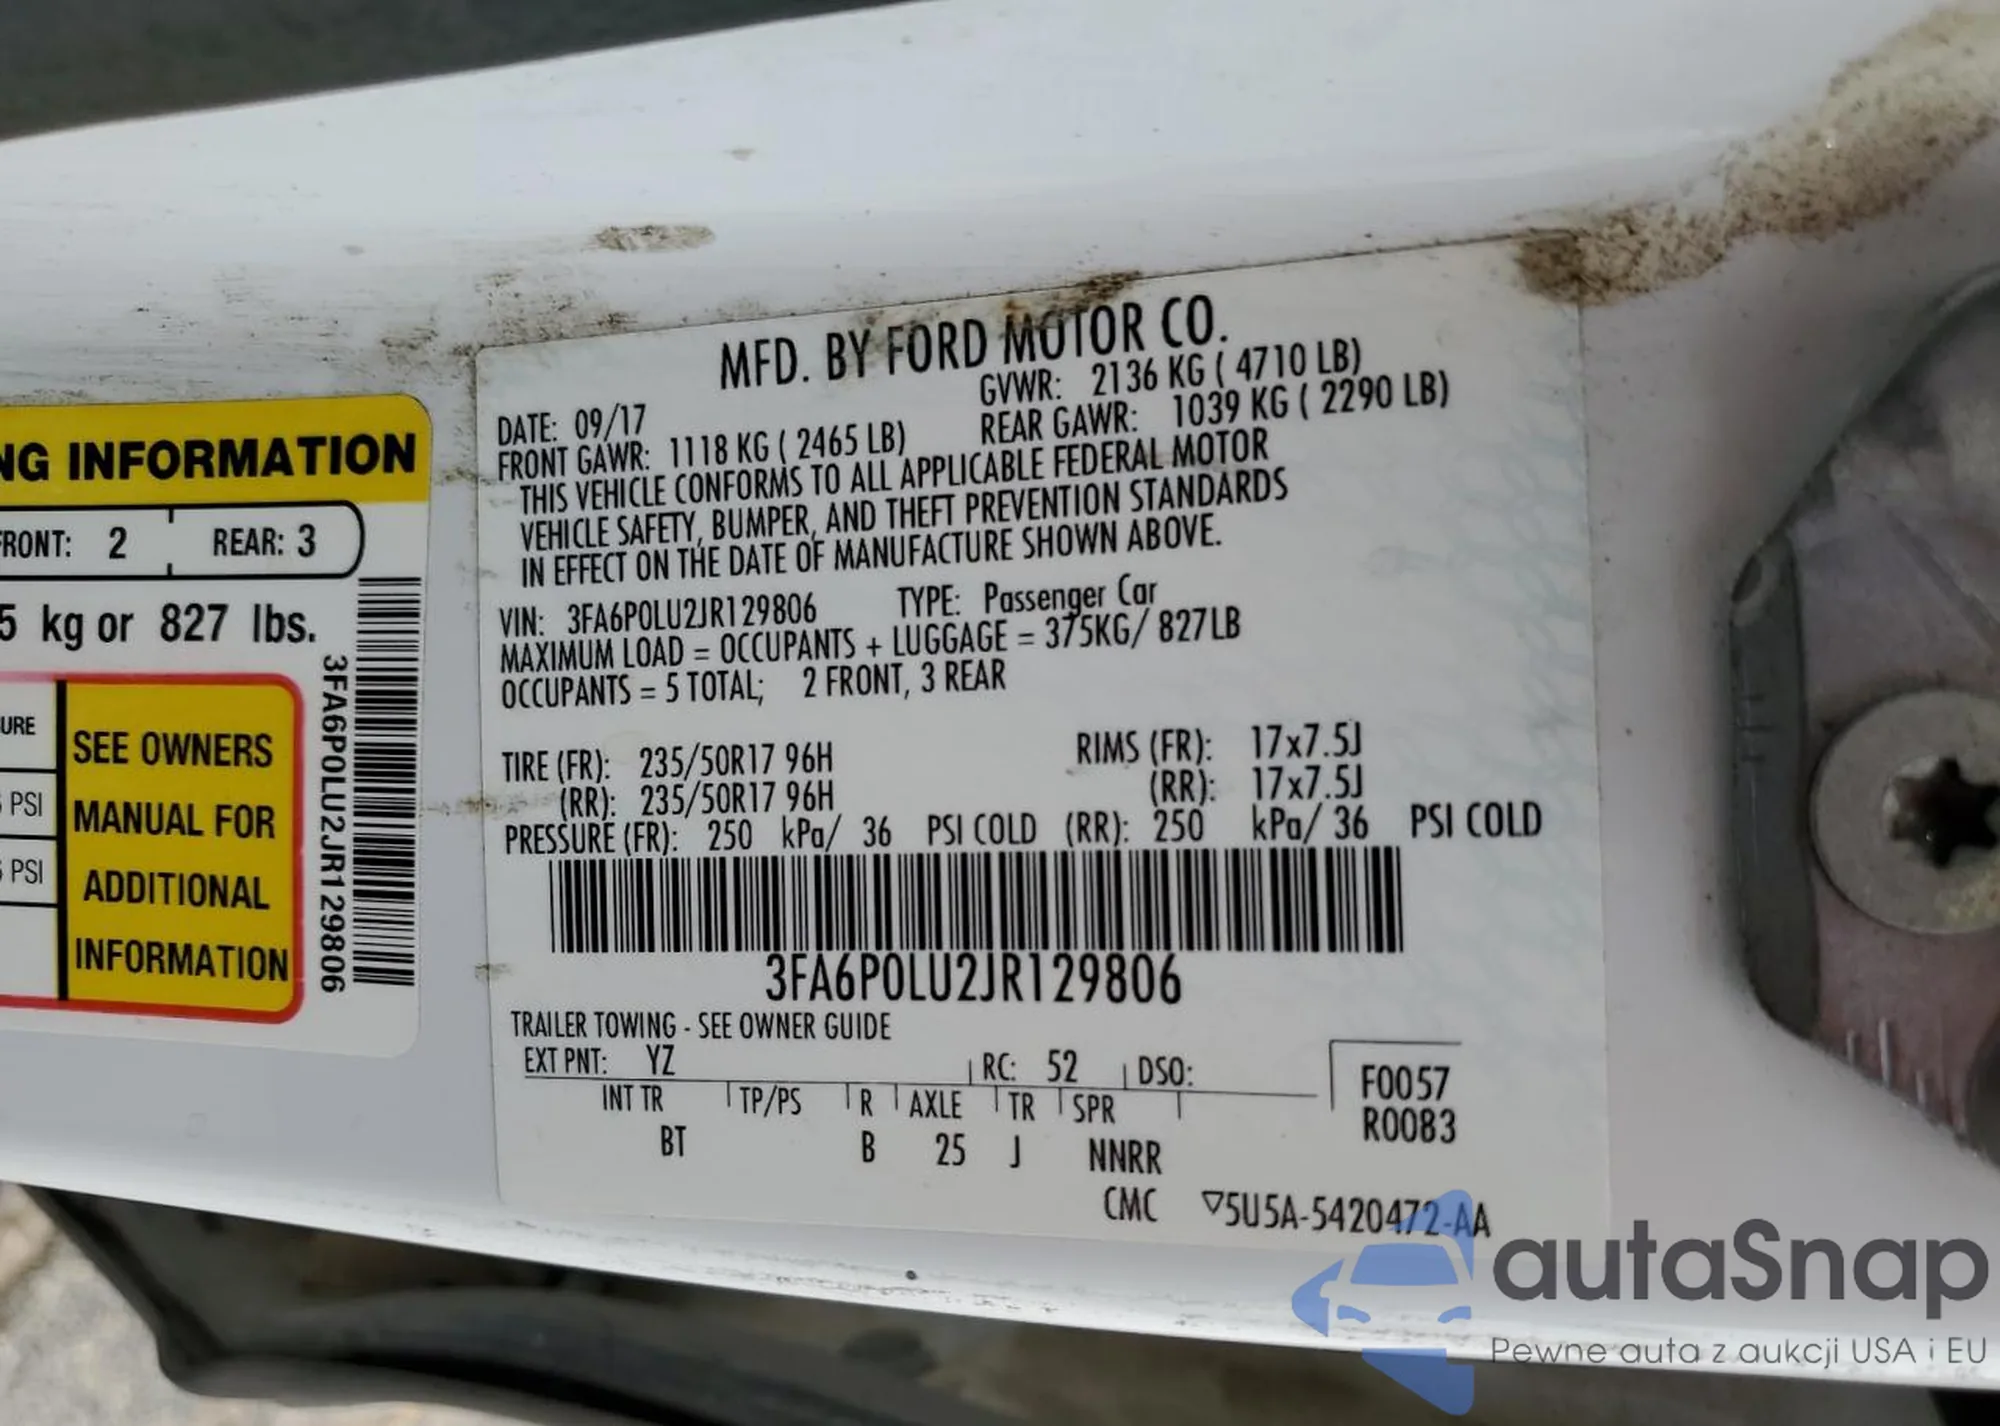 NG INFORMATION
FRONT: 2 REAR: 3
5 kg or 827 lbs.
URE
PSI
PSI
SEE OWNERS
MANUAL FOR
ADDITIONAL
INFORMATION
3FA6P0LU2JR129806
MFD. BY FORD MOTOR CO.
DATE: 09/17 GVWR: 2136 KG ( 4710 LB)
FRONT GAWR: 1118 KG ( 2465 LB) REAR GAWR: 1039 KG ( 2290 LB)
THIS VEHICLE CONFORMS TO ALL APPLICABLE FEDERAL MOTOR
VEHICLE SAFETY, BUMPER, AND THEFT PREVENTION STANDARDS
IN EFFECT ON THE DATE OF MANUFACTURE SHOWN ABOVE.
VIN: 3FA6P0LU2JR129806 TYPE: Passenger Car
MAXIMUM LOAD = OCCUPANTS + LUGGAGE = 375KG/ 827LB
OCCUPANTS = 5 TOTAL; 2 FRONT, 3 REAR
TIRE (FR): 235/50R17 96H RIMS (FR): 17x7.5J
(RR): 235/50R17 96H (RR): 17x7.5J
PRESSURE (FR): 250 kPa/ 36 PSI COLD (RR): 250 kPa/ 36 PSI COLD
3FA6P0LU2JR129806
TRAILER TOWING - SEE OWNER GUIDE
EXT PNT: YZ RC: 52 DSO:
INT TR TP/PS R AXLE TR SPR
BT B 25 J NNRR
F0057
R0083
CMC ▽5U5A-5420472-AA
autaSnap
Pewne auta z aukcji USA i EU